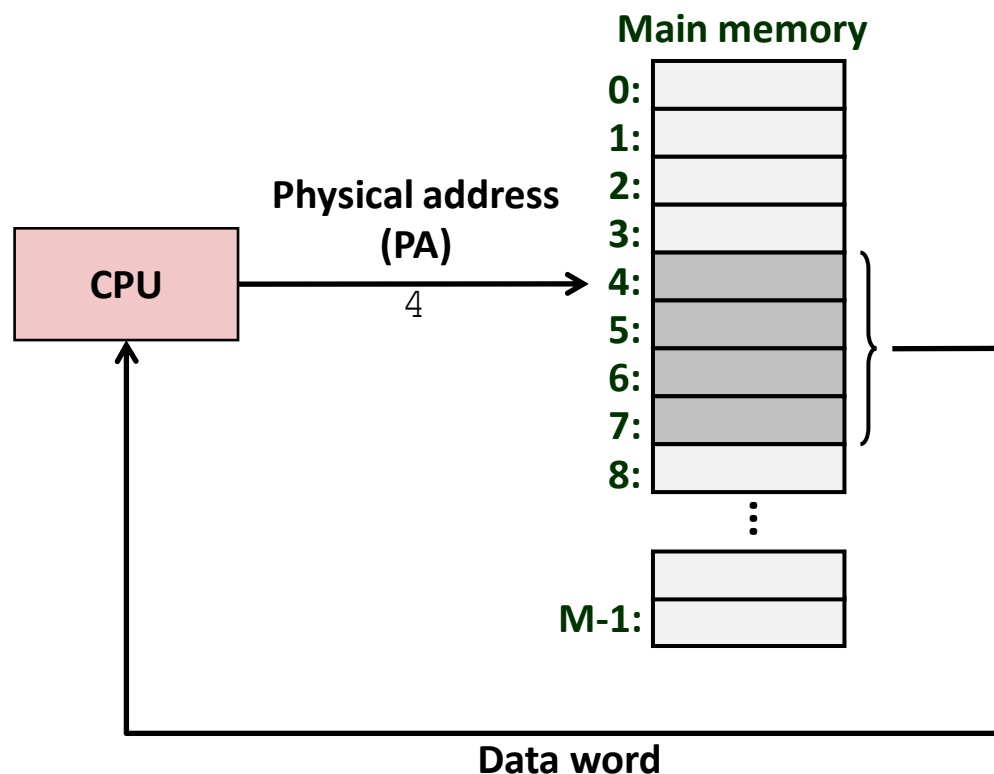 Main memory
0:
1:
2:
Physical address
(PA)
3:
CPU
4
4:
5:
6:
7:
8:
...
M-1:
Data word